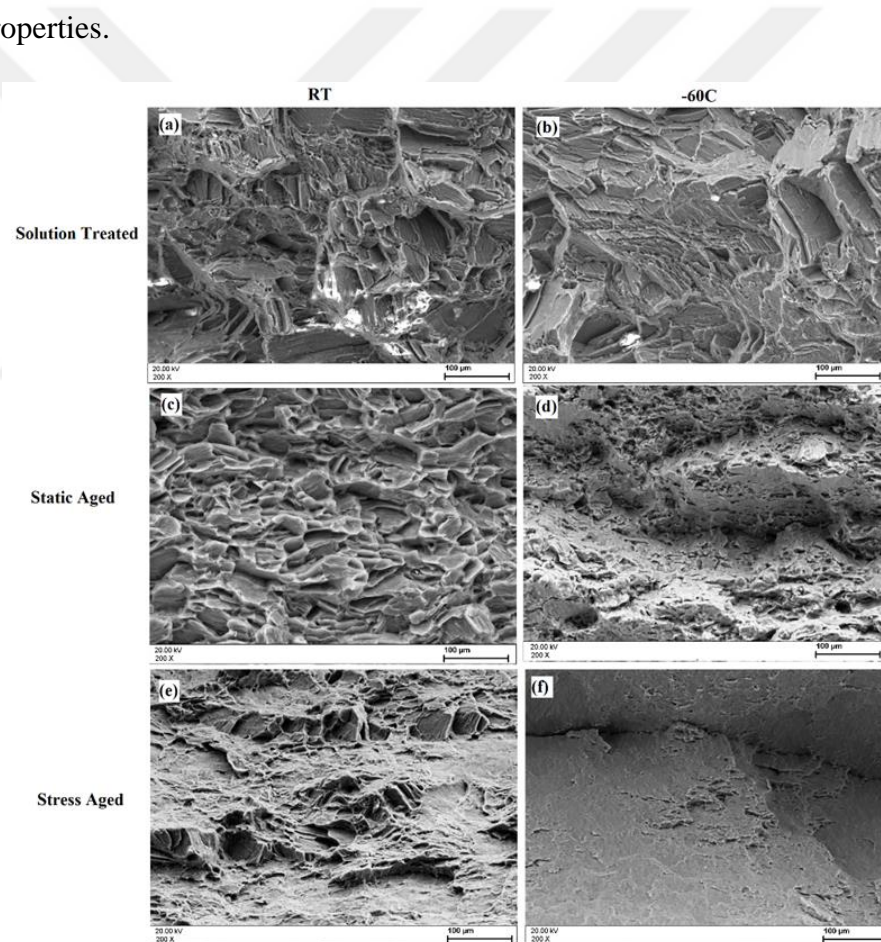 roperties.
RT -60C
(a) (b)
Solution Treated
20.00 kV 100 µm 20.00 kV 100 µm
200 X 200 X
(c) (d)
Static Aged
20.00 kV 100 µm 20.00 kV 100 µm
200 X 200 X
(e) (f)
Stress Aged
20.00 kV 100 µm 20.00 kV 100 µm
200 X 200 X